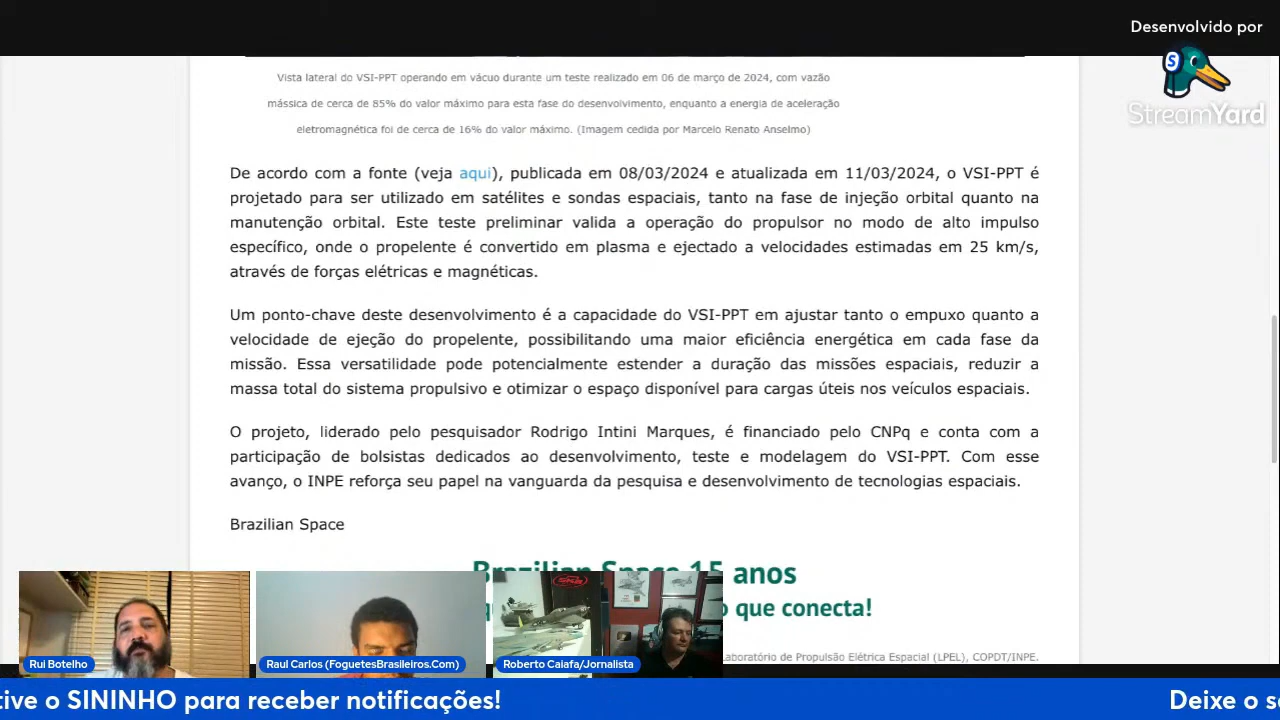 Desenvolvido por
StreamYard
Vista lateral do VSI-PPT operando em vácuo durante um teste realizado em 06 de março de 2024, com vazão
mássica de cerca de 85% do valor máximo para esta fase do desenvolvimento, enquanto a energia de aceleração
eletromagnética foi de cerca de 16% do valor máximo. (Imagem cedida por Marcelo Renato Anselmo)
De acordo com a fonte (veja aqui), publicada em 08/03/2024 e atualizada em 11/03/2024, o VSI-PPT é
projetado para ser utilizado em satélites e sondas espaciais, tanto na fase de injeção orbital quanto na
manutenção orbital. Este teste preliminar valida a operação do propulsor no modo de alto impulso
específico, onde o propelente é convertido em plasma e ejectado a velocidades estimadas em 25 km/s,
através de forças elétricas e magnéticas.
Um ponto-chave deste desenvolvimento é a capacidade do VSI-PPT em ajustar tanto o empuxo quanto a
velocidade de ejeção do propelente, possibilitando uma maior eficiência energética em cada fase da
missão. Essa versatilidade pode potencialmente estender a duração das missões espaciais, reduzir a
massa total do sistema propulsivo e otimizar o espaço disponível para cargas úteis nos veículos espaciais.
O projeto, liderado pelo pesquisador Rodrigo Intini Marques, é financiado pelo CNPq e conta com a
participação de bolsistas dedicados ao desenvolvimento, teste e modelagem do VSI-PPT. Com esse
avanço, o INPE reforça seu papel na vanguarda da pesquisa e desenvolvimento de tecnologias espaciais.
Brazilian Space
Brazilian Space 15 anos
o que conecta!
Laboratório de Propulsão Elétrica Espacial (LPEL), COPDT/INPE.
Rui Botelho
Raul Carlos (FoguetesBrasileiros.Com)
Roberto Caiafa/Jornalista
tive o SININHO para receber notificações!
Deixe o s